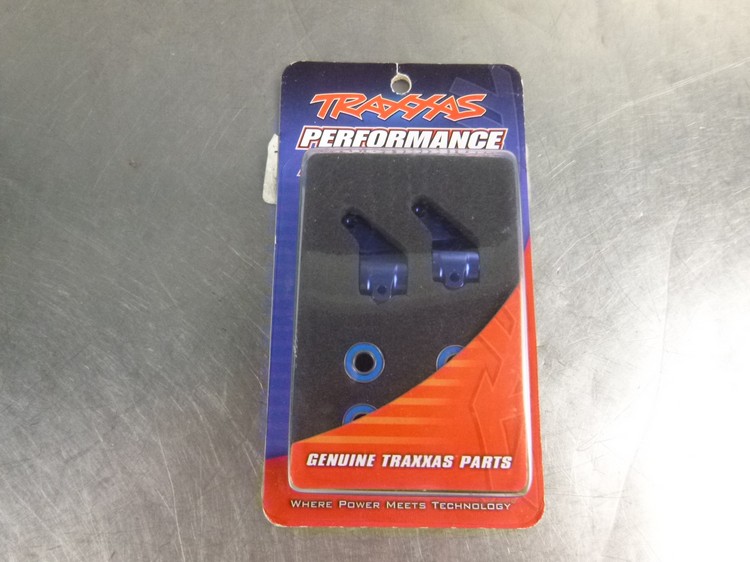 TRAXXAS
PERFORMANCE
GENUINE TRAXXAS PARTS
WHERE POWER MEETS TECHNOLOGY